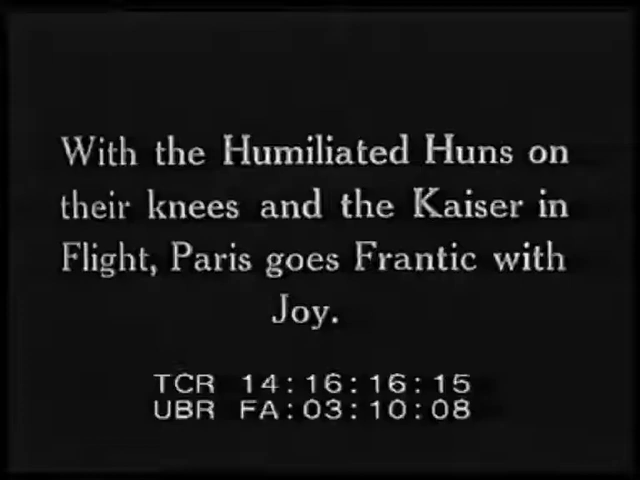 With the Humiliated Huns on
their knees and the Kaiser in
Flight, Paris goes Frantic with
Joy.
TCR 14:16:16:15
UBR FA:03:10:08